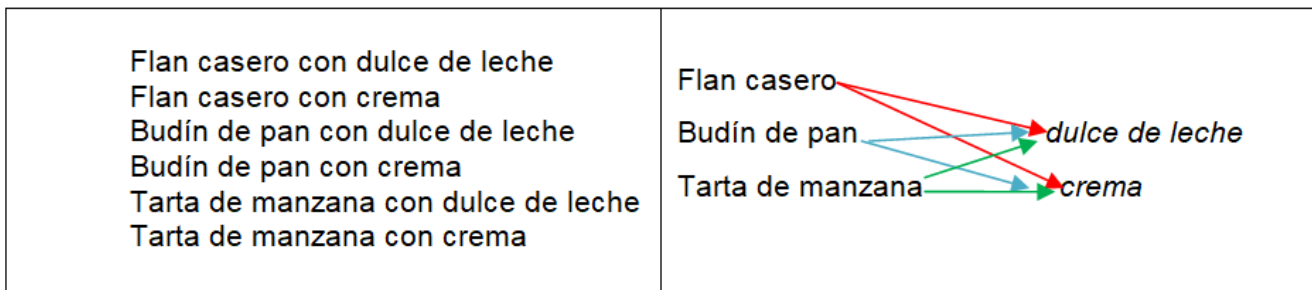 Flan casero con dulce de leche
Flan casero con crema
Budín de pan con dulce de leche
Budín de pan con crema
Tarta de manzana con dulce de leche
Tarta de manzana con crema
Flan casero
Budín de pan
dulce de leche
Tarta de manzana
crema